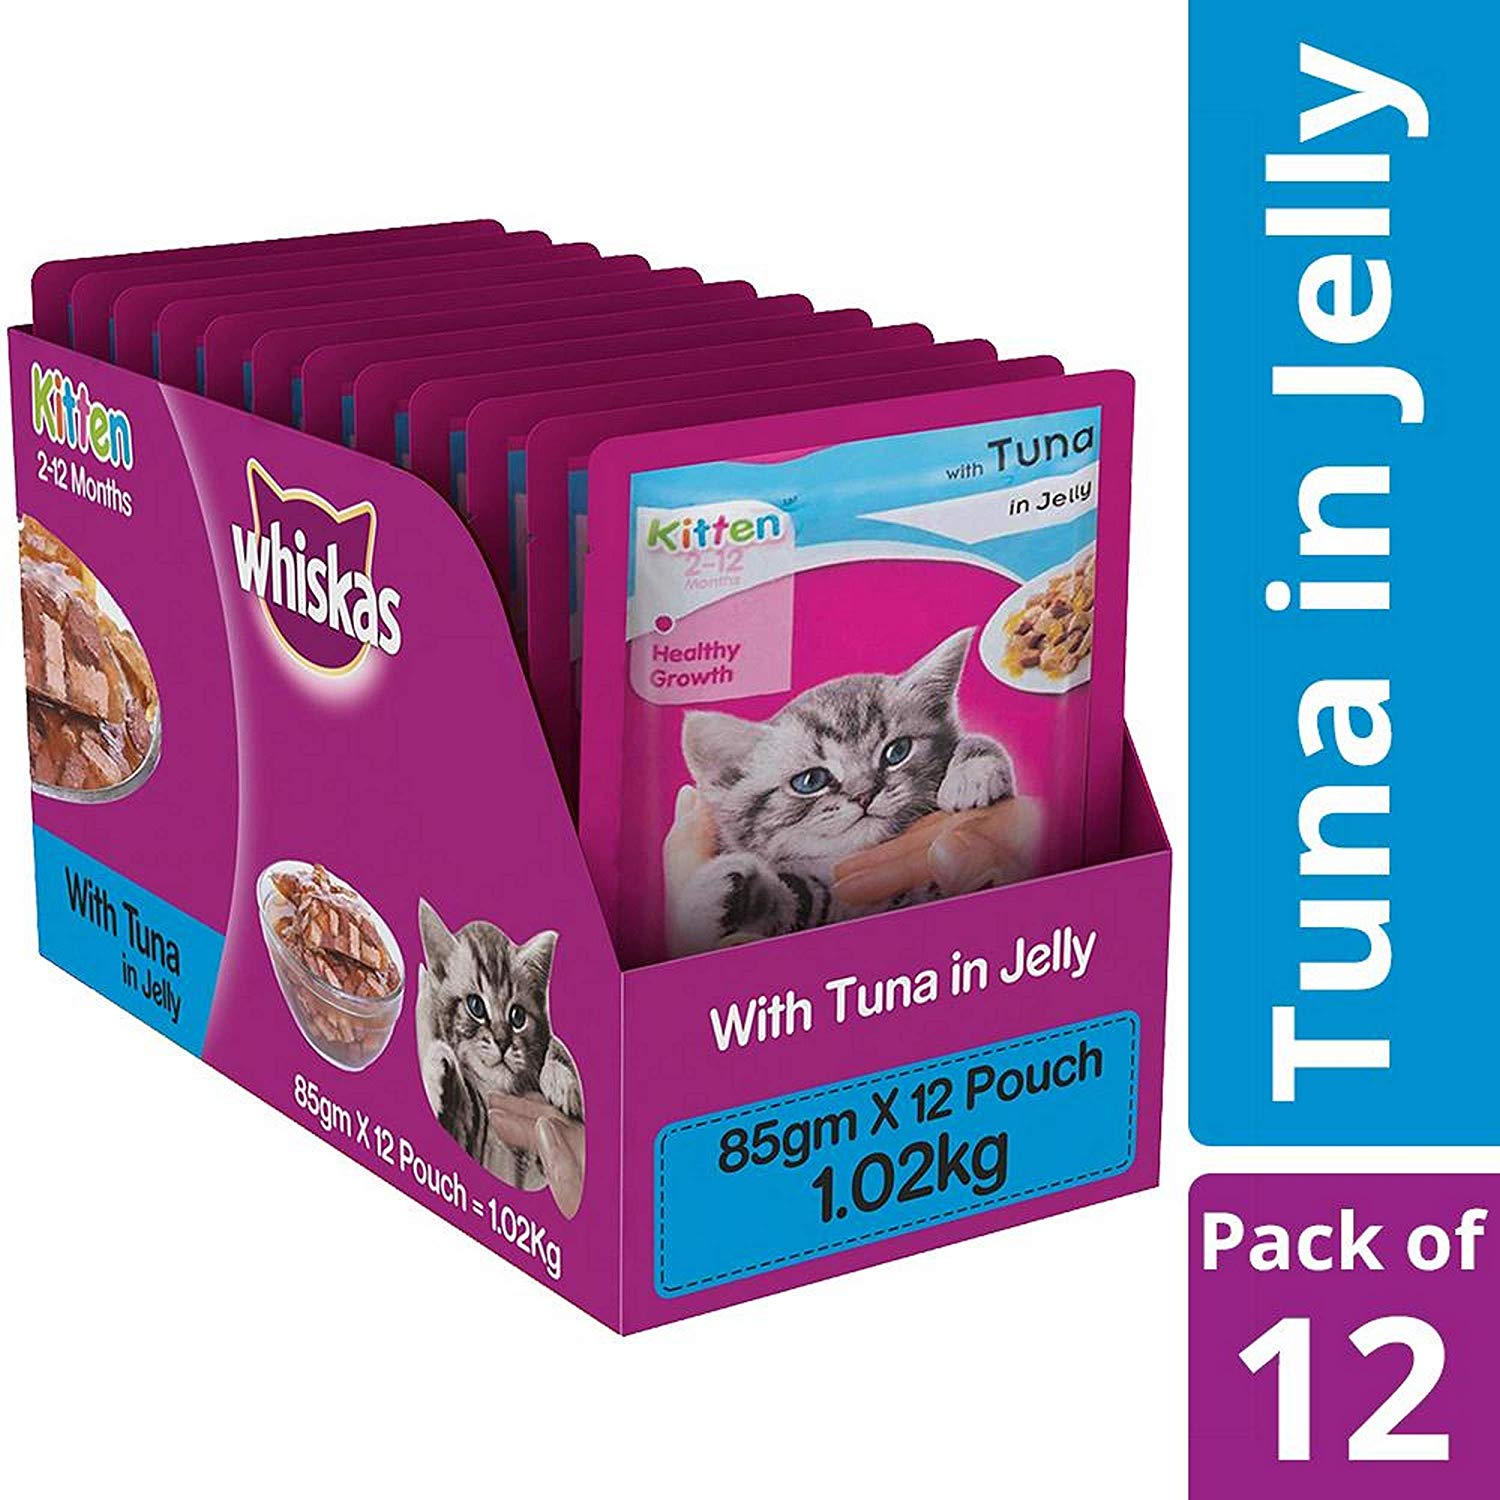 Kitten
2-12 Months
whiskas
With Tuna
in Jelly
85gm X 12 Pouch = 1.02Kg
with Tuna
in Jelly
Kitten
2-12
Months
Healthy
Growth
With Tuna in Jelly
85gm X 12 Pouch
1.02kg
Tuna in Jelly
Pack of
12